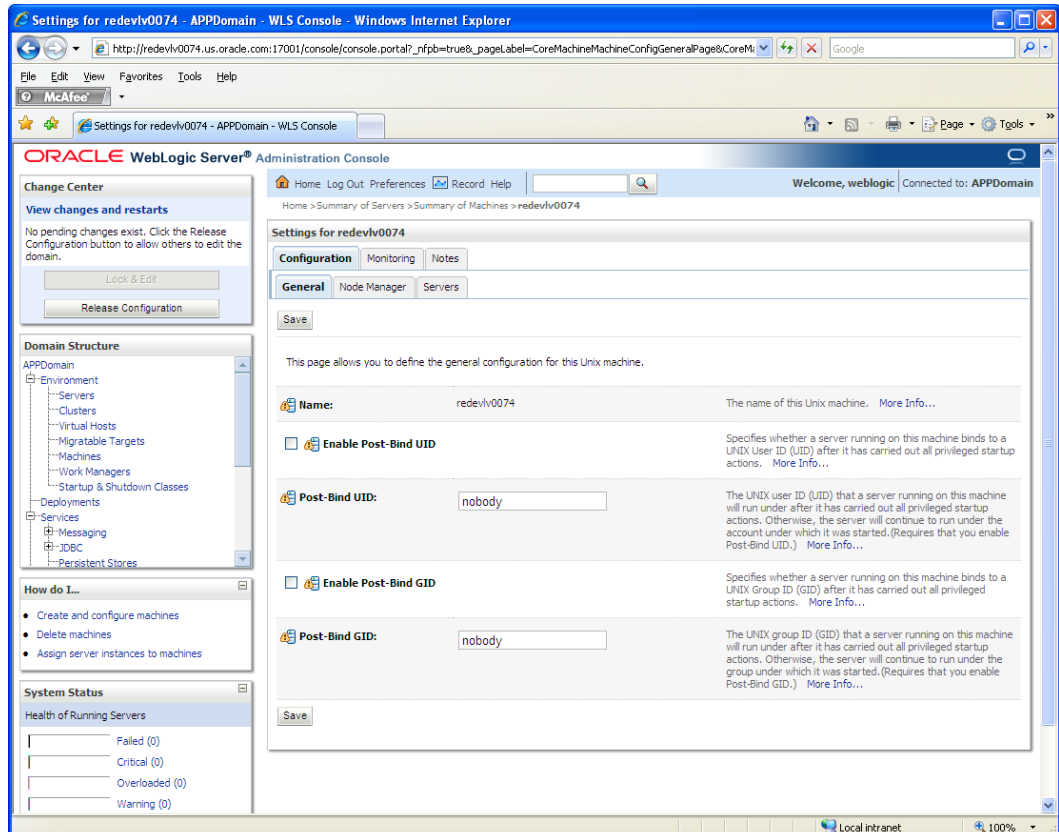 Settings for redevlv0074 - APPDomain - WLS Console - Windows Internet Explorer
http://redevlv0074.us.oracle.com:17001/console/console.portal?_nfpb=true&_pageLabel=CoreMachineMachineConfigGeneralPage&CoreMa
Google
File Edit View Favorites Tools Help
McAfee
Settings for redevlv0074 - APPDomain - WLS Console
Page Tools
ORACLE WebLogic Server® Administration Console
Change Center
View changes and restarts
No pending changes exist. Click the Release
Configuration button to allow others to edit the
domain.
Lock & Edit
Release Configuration
Domain Structure
APPDomain
Environment
Servers
Clusters
Virtual Hosts
Migratable Targets
Machines
Work Managers
Startup & Shutdown Classes
Deployments
Services
Messaging
JDBC
Persistent Stores
How do I...
Create and configure machines
Delete machines
Assign server instances to machines
System Status
Health of Running Servers
Failed (0)
Critical (0)
Overloaded (0)
Warning (0)
Home Log Out Preferences Record Help
Welcome, weblogic Connected to: APPDomain
Home >Summary of Servers >Summary of Machines >redevlv0074
Settings for redevlv0074
Configuration Monitoring Notes
General Node Manager Servers
Save
This page allows you to define the general configuration for this Unix machine.
Name: redevlv0074
The name of this Unix machine. More Info...
Enable Post-Bind UID
Specifies whether a server running on this machine binds to a
UNIX User ID (UID) after it has carried out all privileged startup
actions. More Info...
Post-Bind UID: nobody
The UNIX user ID (UID) that a server running on this machine
will run under after it has carried out all privileged startup
actions. Otherwise, the server will continue to run under the
account under which it was started.(Requires that you enable
Post-Bind UID.) More Info...
Enable Post-Bind GID
Specifies whether a server running on this machine binds to a
UNIX Group ID (GID) after it has carried out all privileged
startup actions. More Info...
Post-Bind GID: nobody
The UNIX group ID (GID) that a server running on this machine
will run under after it has carried out all privileged startup
actions. Otherwise, the server will continue to run under the
group under which it was started.(Requires that you enable
Post-Bind GID.) More Info...
Save
Local intranet 100%